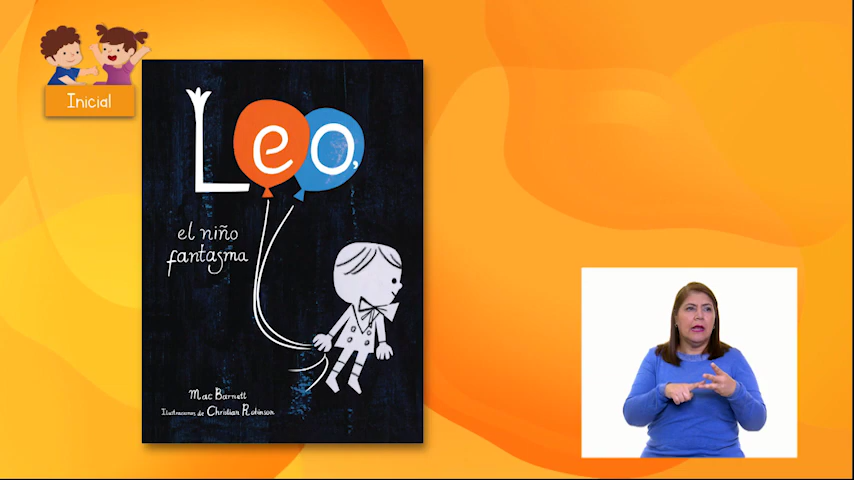 Inicial
Leo,
el niño
fantasma
Mac Barnett
Ilustraciones de Christian Robinson